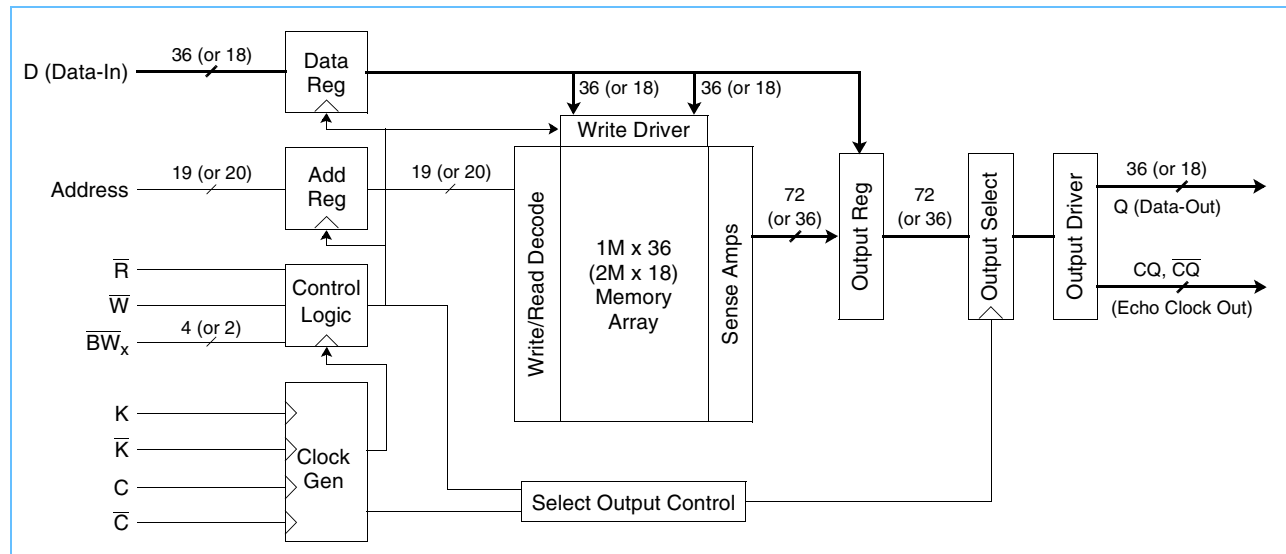 D (Data-In)
36 (or 18)
Data
Reg
36 (or 18)
36 (or 18)
Write Driver
Address
19 (or 20)
Add
Reg
19 (or 20)
Write/Read Decode
1M x 36
(2M x 18)
Memory
Array
Sense Amps
72
(or 36)
Output Reg
72
(or 36)
Output Select
Output Driver
36 (or 18)
Q (Data-Out)
CQ, C̅Q̅
(Echo Clock Out)
R̅
W̅
B̅W̅x
4 (or 2)
Control
Logic
K
K̅
C
C̅
Clock
Gen
Select Output Control